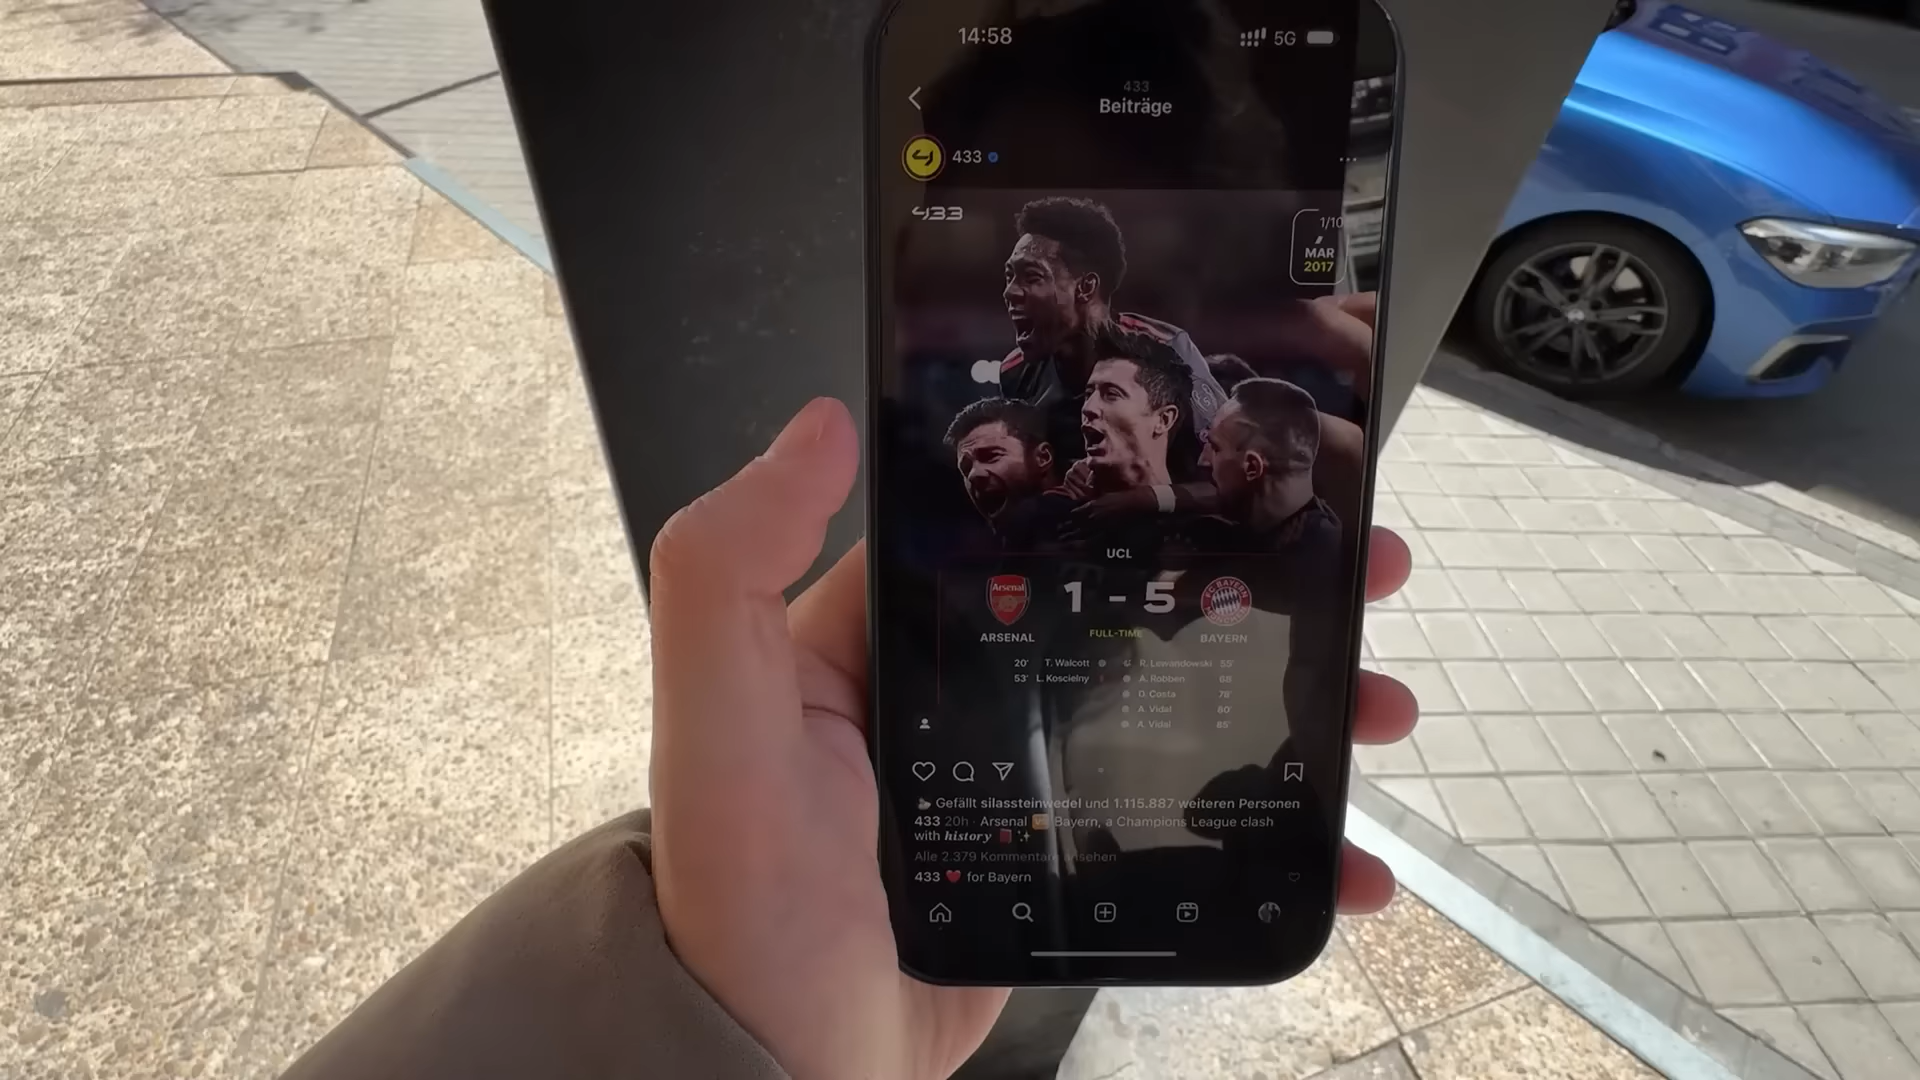 14:58
5G
433
Beiträge
433
433
1/10
MAR
2017
UCL
Arsenal
1 - 5
FC BAYERN MÜNCHEN
ARSENAL
FULL-TIME
BAYERN
20' T. Walcott
R. Lewandowski 55'
53' L. Koscielny
A. Robben 68'
D. Costa 78'
A. Vidal 80'
A. Vidal 85'
Gefällt silassteinwedel und 1.115.887 weiteren Personen
433 20h · Arsenal 🆚 Bayern, a Champions League clash
with history 📕✨
Alle 2.379 Kommentare ansehen
433 ❤️ for Bayern